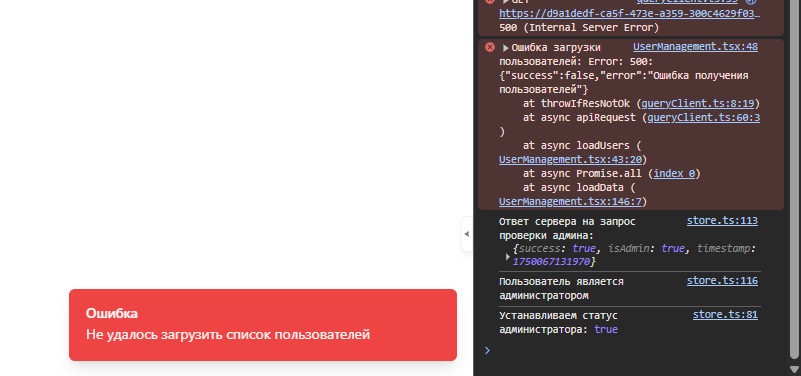 GET
https://d9a1dedf-ca5f-473e-a359-300c4629f03…
500 (Internal Server Error)
Ошибка загрузки UserManagement.tsx:48
пользователей: Error: 500:
{"success":false,"error":"Ошибка получения
пользователей"}
at throwIfResNotOk (queryClient.ts:8:19)
at async apiRequest (queryClient.ts:60:3
)
at async loadUsers (
UserManagement.tsx:43:20)
at async Promise.all (index 0)
at async loadData (
UserManagement.tsx:146:7)
Ответ сервера на запрос store.ts:113
проверки админа:
{success: true, isAdmin: true, timestamp:
1750067131970}
Пользователь является store.ts:116
администратором
Устанавливаем статус store.ts:81
администратора: true
Ошибка
Не удалось загрузить список пользователей